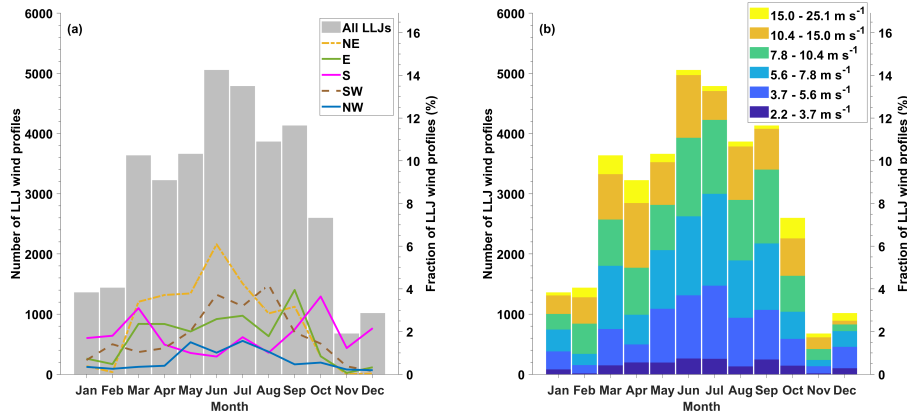 (a)
All LLJs
NE
E
S
SW
NW
Number of LLJ wind profiles
6000
5000
4000
3000
2000
1000
0
Fraction of LLJ wind profiles (%)
16
14
12
10
8
6
4
2
0
Jan Feb Mar Apr May Jun Jul Aug Sep Oct Nov Dec
Month
(b)
15.0 - 25.1 m s⁻¹
10.4 - 15.0 m s⁻¹
7.8 - 10.4 m s⁻¹
5.6 - 7.8 m s⁻¹
3.7 - 5.6 m s⁻¹
2.2 - 3.7 m s⁻¹
Number of LLJ wind profiles
6000
5000
4000
3000
2000
1000
0
Fraction of LLJ wind profiles (%)
16
14
12
10
8
6
4
2
0
Jan Feb Mar Apr May Jun Jul Aug Sep Oct Nov Dec
Month